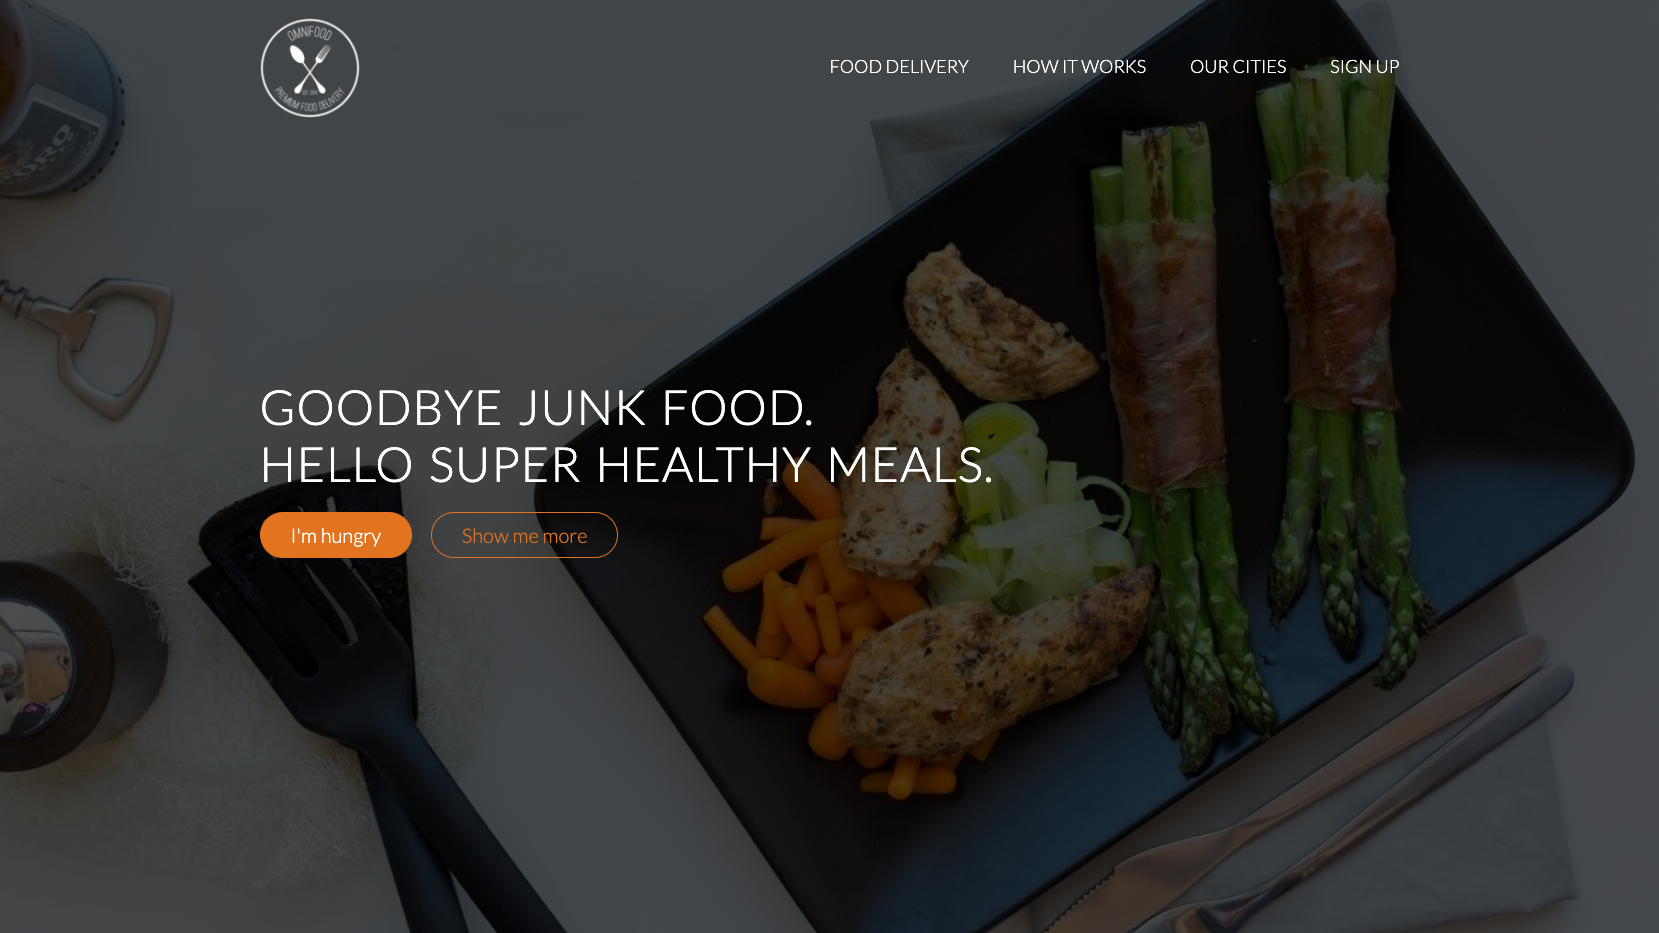 OMNIFOOD
EST. 2014
PREMIUM FOOD DELIVERY
FOOD DELIVERY
HOW IT WORKS
OUR CITIES
SIGN UP
GOODBYE JUNK FOOD.
HELLO SUPER HEALTHY MEALS.
I'm hungry
Show me more